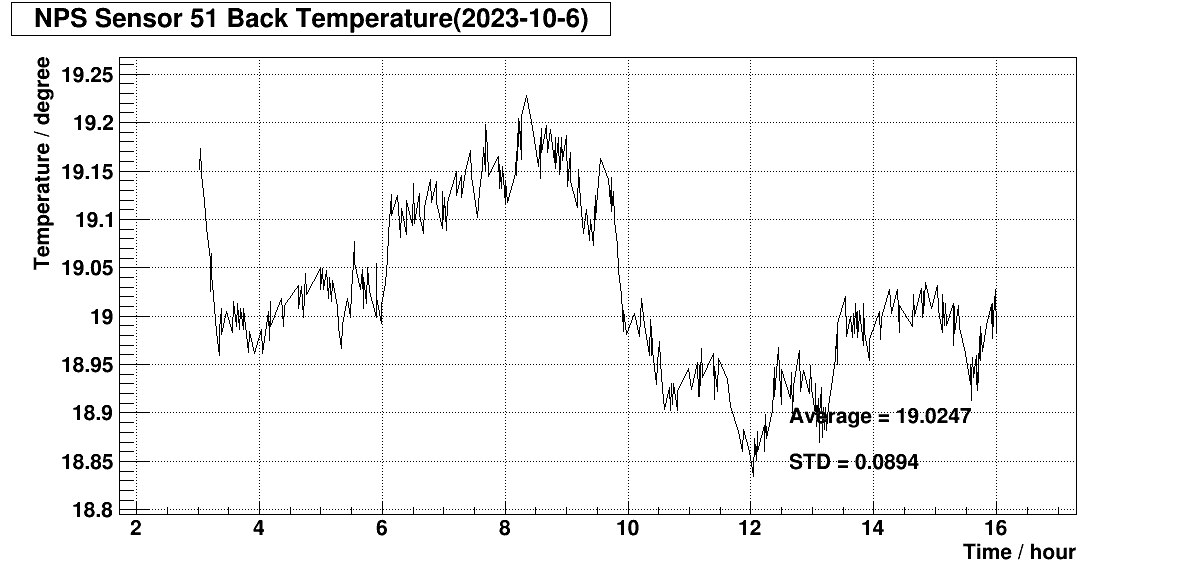 NPS Sensor 51 Back Temperature(2023-10-6)
Temperature / degree
19.25
19.2
19.15
19.1
19.05
19
18.95
18.9
18.85
18.8
Average = 19.0247
STD = 0.0894
2 4 6 8 10 12 14 16
Time / hour